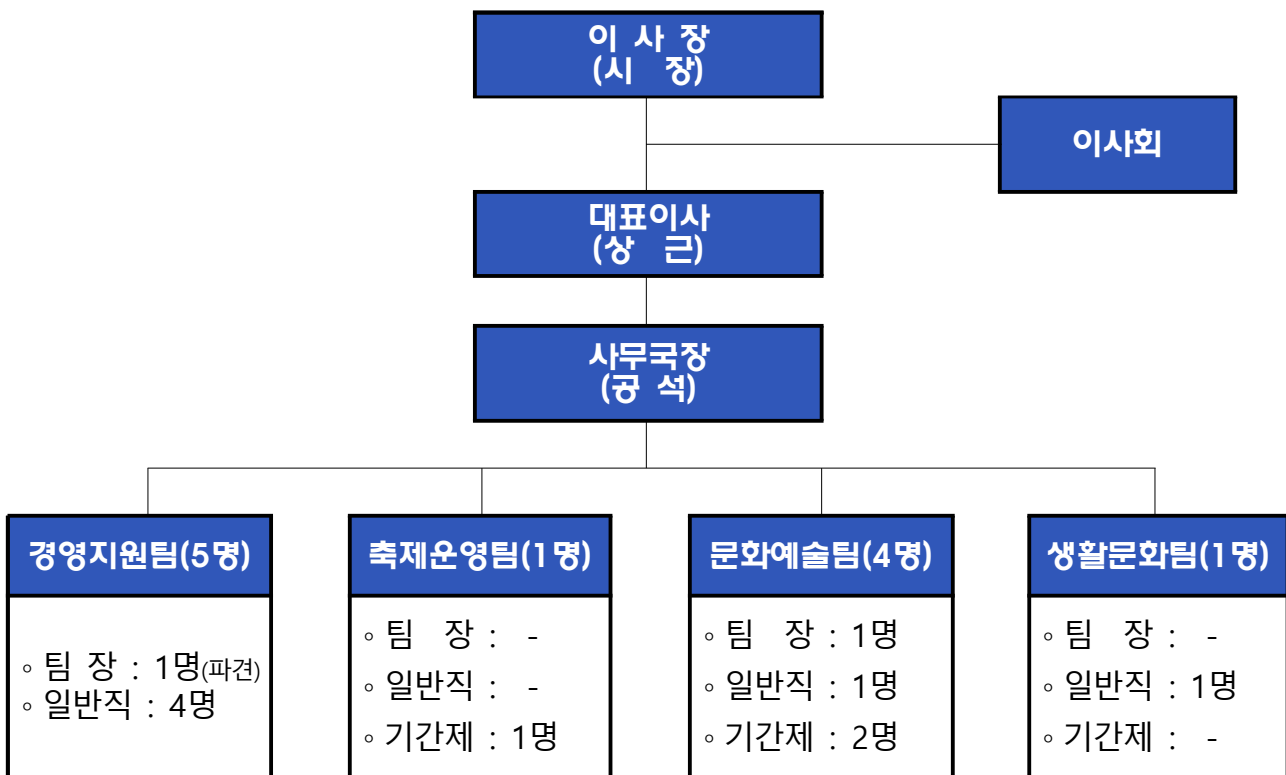 이 사 장
(시 장)
이사회
대표이사
(상 근)
사무국장
(공 석)
경영지원팀(5명)
◦ 팀 장 : 1명(파견)
◦ 일반직 : 4명
축제운영팀(1명)
◦ 팀 장 : -
◦ 일반직 : -
◦ 기간제 : 1명
문화예술팀(4명)
◦ 팀 장 : 1명
◦ 일반직 : 1명
◦ 기간제 : 2명
생활문화팀(1명)
◦ 팀 장 : -
◦ 일반직 : 1명
◦ 기간제 : -